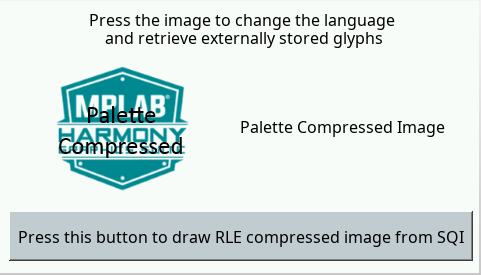 Press the image to change the language
and retrieve externally stored glyphs
MPLAB®
Palette
HARMONY
Compressed
Palette Compressed Image
Press this button to draw RLE compressed image from SQI